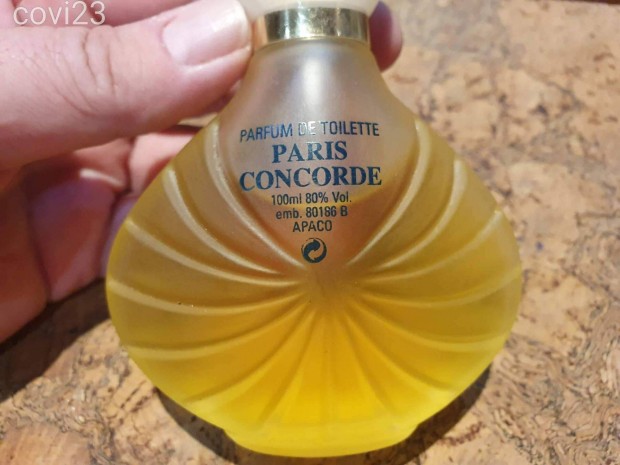 covi23
PARFUM DE TOILETTE
PARIS
CONCORDE
100ml 80% Vol.
emb. 80186 B
APACO